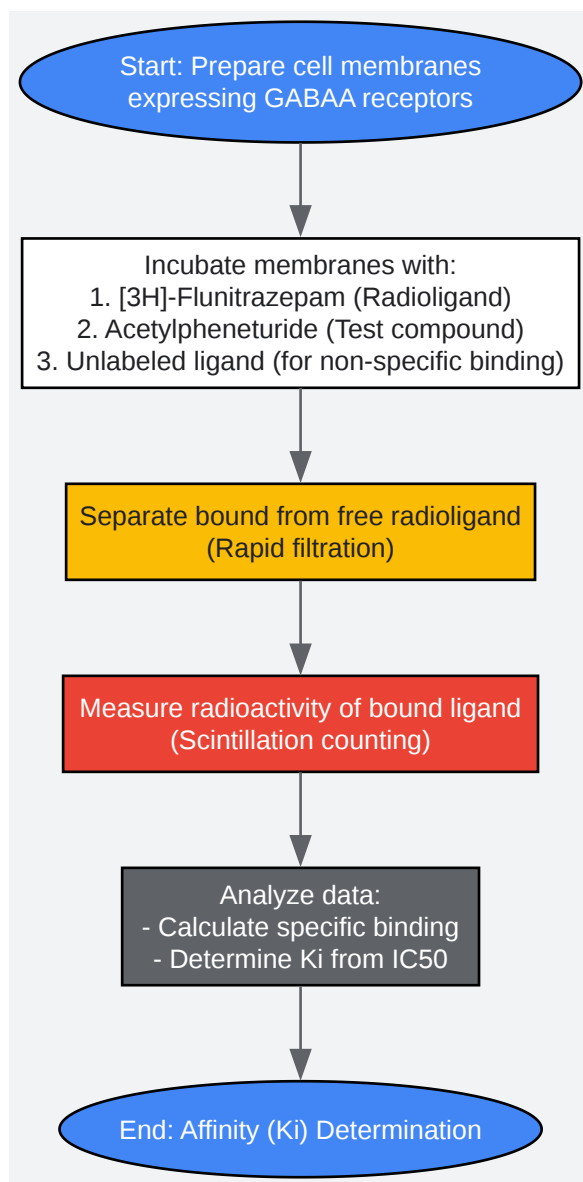 Start: Prepare cell membranes
expressing GABAA receptors
Incubate membranes with:
1. [3H]-Flunitrazepam (Radioligand)
2. Acetylpheneturide (Test compound)
3. Unlabeled ligand (for non-specific binding)
Separate bound from free radioligand
(Rapid filtration)
Measure radioactivity of bound ligand
(Scintillation counting)
Analyze data:
- Calculate specific binding
- Determine Ki from IC50
End: Affinity (Ki) Determination